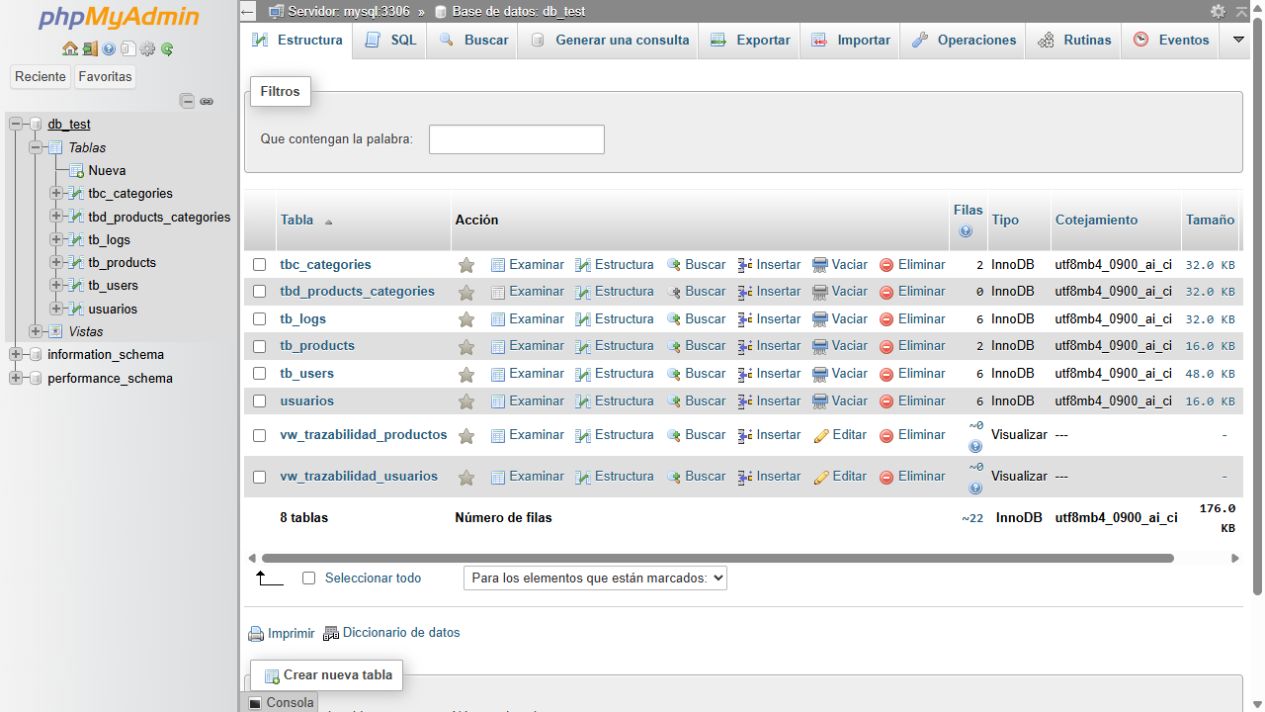 phpMyAdmin
Reciente Favoritas
db_test
Tablas
Nueva
tbc_categories
tbd_products_categories
tb_logs
tb_products
tb_users
usuarios
Vistas
information_schema
performance_schema
Servidor: mysql:3306 » Base de datos: db_test
Estructura SQL Buscar Generar una consulta Exportar Importar Operaciones Rutinas Eventos
Filtros
Que contengan la palabra:
Tabla Acción Filas Tipo Cotejamiento Tamaño
tbc_categories Examinar Estructura Buscar Insertar Vaciar Eliminar 2 InnoDB utf8mb4_0900_ai_ci 32.0 KB
tbd_products_categories Examinar Estructura Buscar Insertar Vaciar Eliminar 0 InnoDB utf8mb4_0900_ai_ci 32.0 KB
tb_logs Examinar Estructura Buscar Insertar Vaciar Eliminar 6 InnoDB utf8mb4_0900_ai_ci 32.0 KB
tb_products Examinar Estructura Buscar Insertar Vaciar Eliminar 2 InnoDB utf8mb4_0900_ai_ci 16.0 KB
tb_users Examinar Estructura Buscar Insertar Vaciar Eliminar 6 InnoDB utf8mb4_0900_ai_ci 48.0 KB
usuarios Examinar Estructura Buscar Insertar Vaciar Eliminar 6 InnoDB utf8mb4_0900_ai_ci 16.0 KB
vw_trazabilidad_productos Examinar Estructura Buscar Insertar Editar Eliminar ~0 Visualizar --- -
vw_trazabilidad_usuarios Examinar Estructura Buscar Insertar Editar Eliminar ~0 Visualizar --- -
8 tablas Número de filas ~22 InnoDB utf8mb4_0900_ai_ci 176.0 KB
Seleccionar todo Para los elementos que están marcados:
Imprimir Diccionario de datos
Crear nueva tabla
Consola